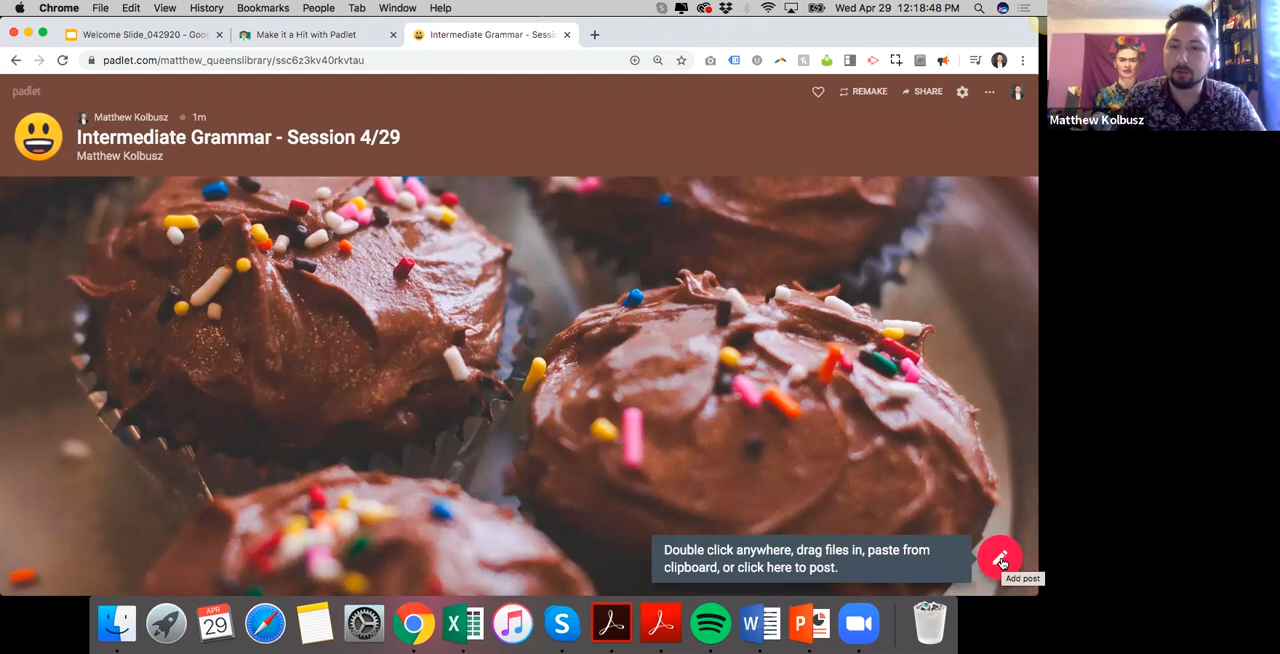 Chrome File Edit View History Bookmarks People Tab Window Help
Wed Apr 29 12:18:48 PM
Welcome Slide_042920 - Goo
Make it a Hit with Padlet
Intermediate Grammar - Sessio
padlet.com/matthew_queenslibrary/ssc6z3kv40rkvtau
padlet
REMAKE
SHARE
Matthew Kolbusz
1m
Intermediate Grammar - Session 4/29
Matthew Kolbusz
Matthew Kolbusz
Double click anywhere, drag files in, paste from
clipboard, or click here to post.
Add post
APR
29